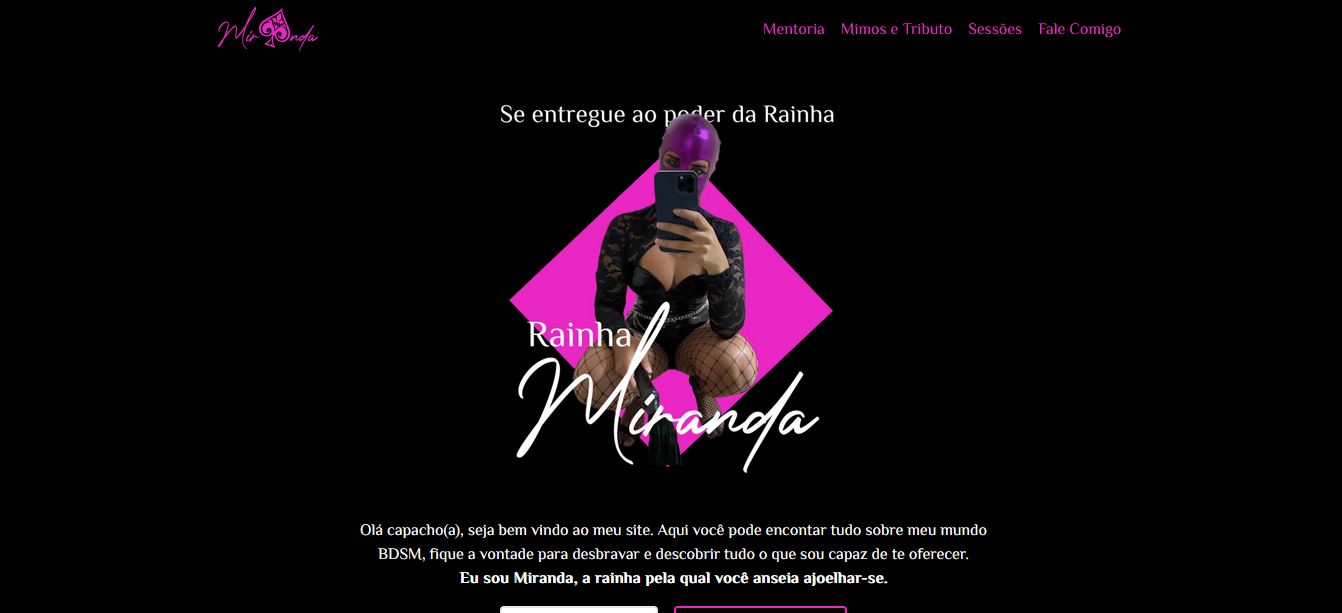 Miranda
Mentoria Mimos e Tributo Sessões Fale Comigo
Se entregue ao poder da Rainha
Rainha
Miranda
Olá capacho(a), seja bem vindo ao meu site. Aqui você pode encontar tudo sobre meu mundo
BDSM, fique a vontade para desbravar e descobrir tudo o que sou capaz de te oferecer.
Eu sou Miranda, a rainha pela qual você anseia ajoelhar-se.